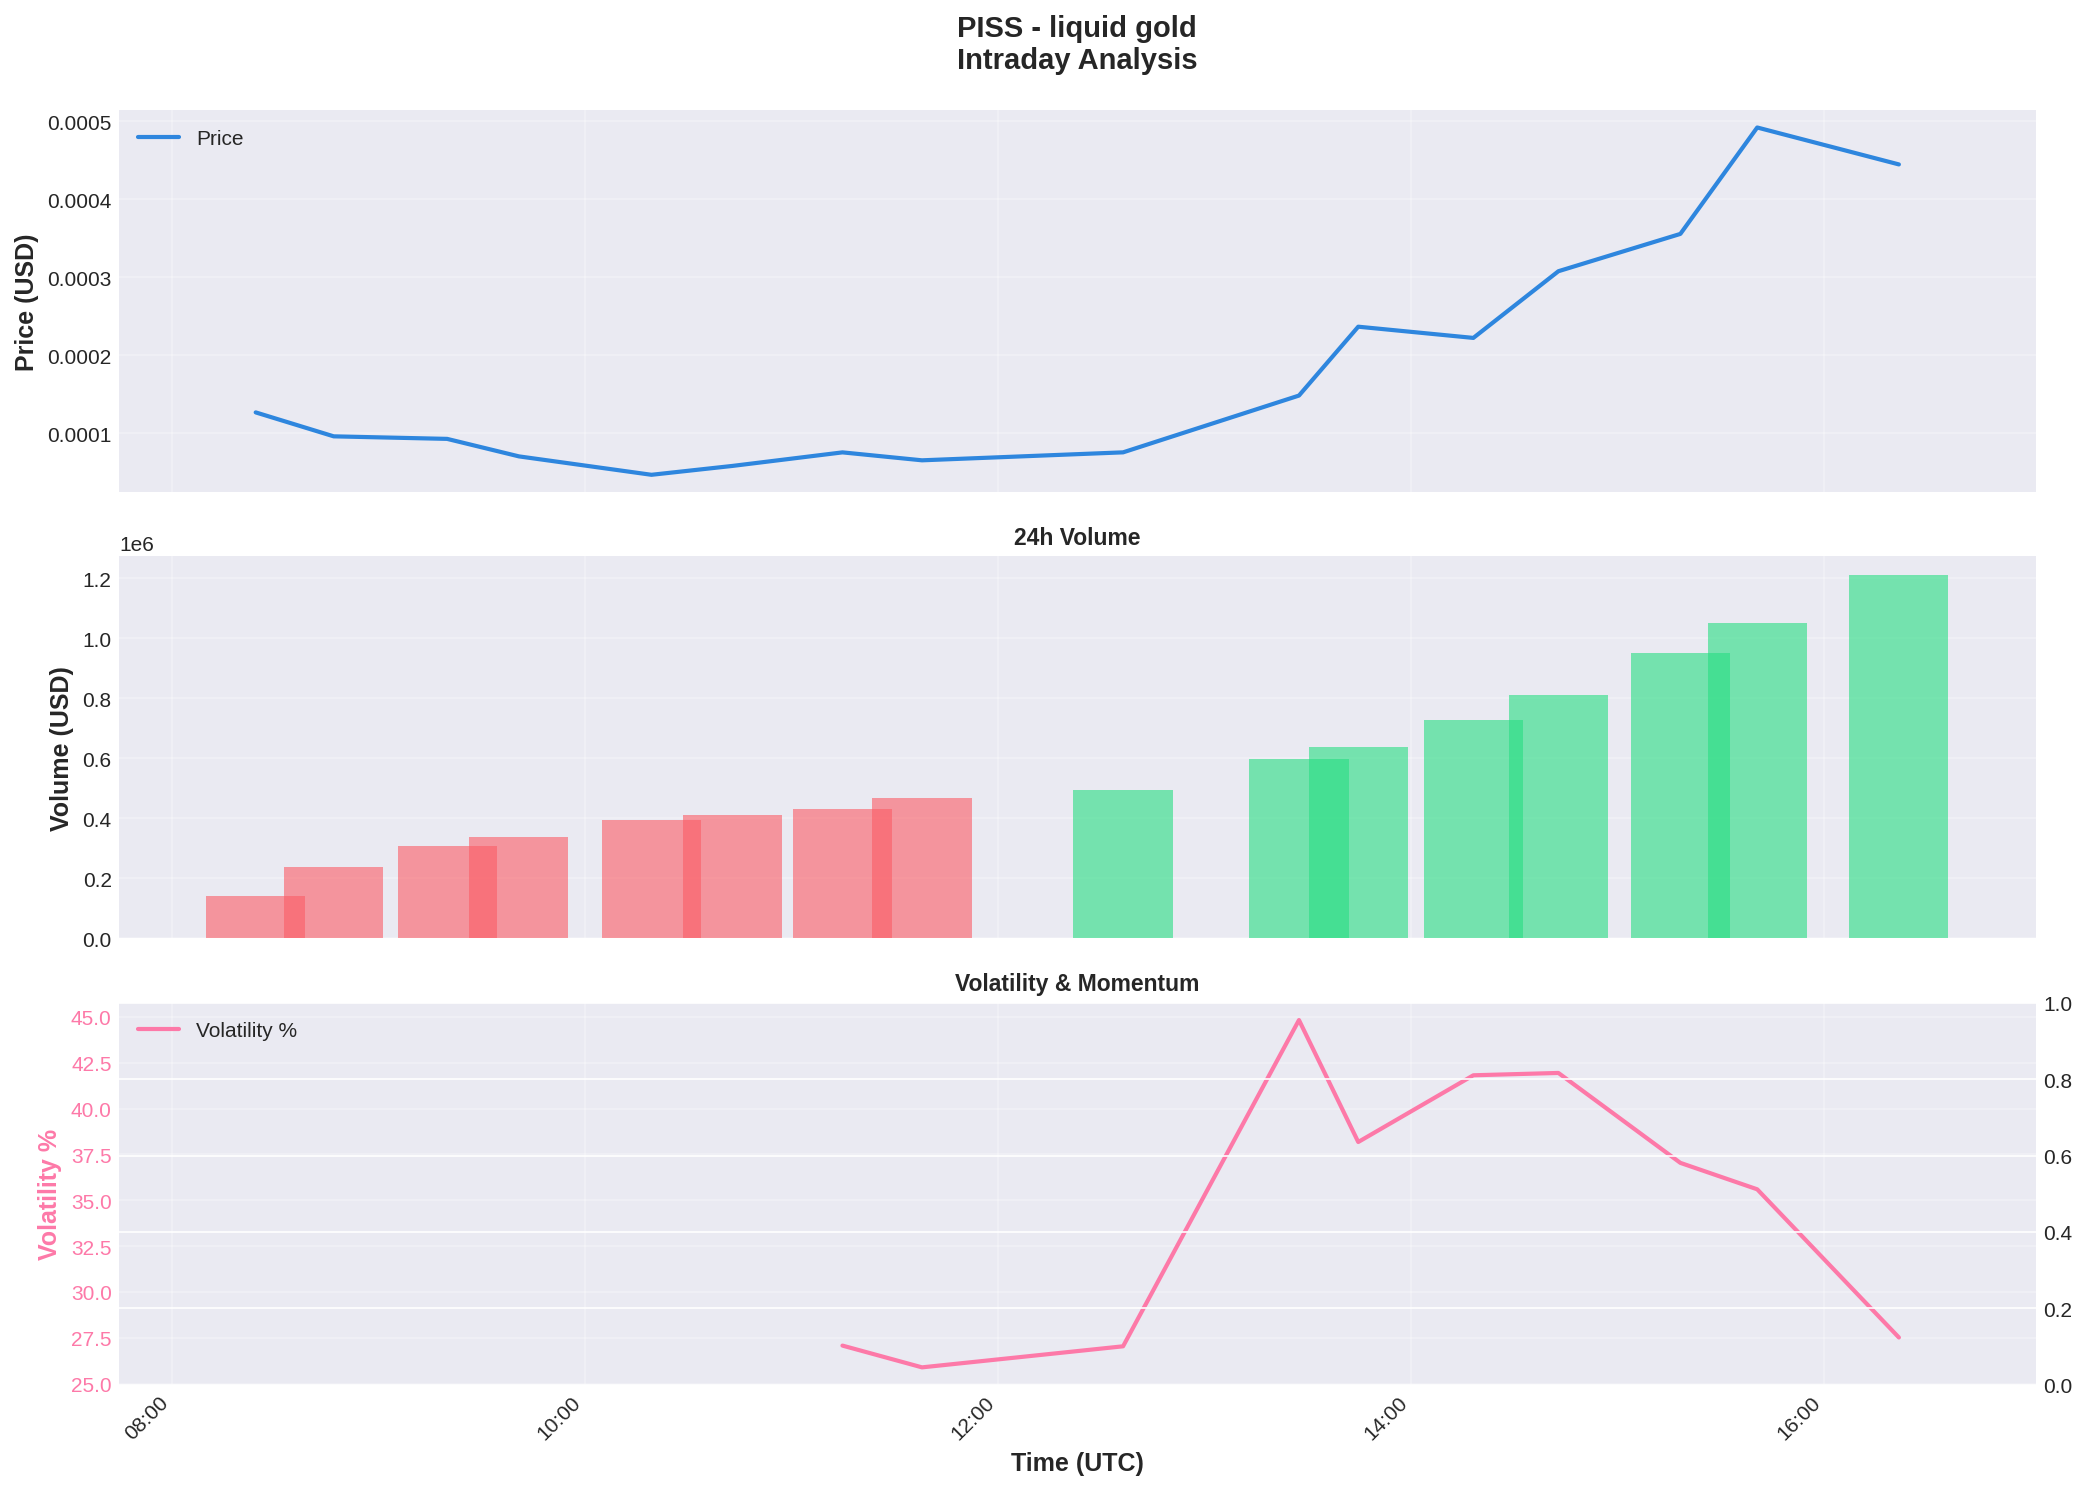 PISS - liquid gold
Intraday Analysis
Price
0.0005
0.0004
0.0003
0.0002
0.0001
Price (USD)
24h Volume
1e6
1.2
1.0
0.8
0.6
0.4
0.2
0.0
Volume (USD)
Volatility & Momentum
Volatility %
45.0
42.5
40.0
37.5
35.0
32.5
30.0
27.5
25.0
Volatility %
1.0
0.8
0.6
0.4
0.2
0.0
08:00
10:00
12:00
14:00
16:00
Time (UTC)